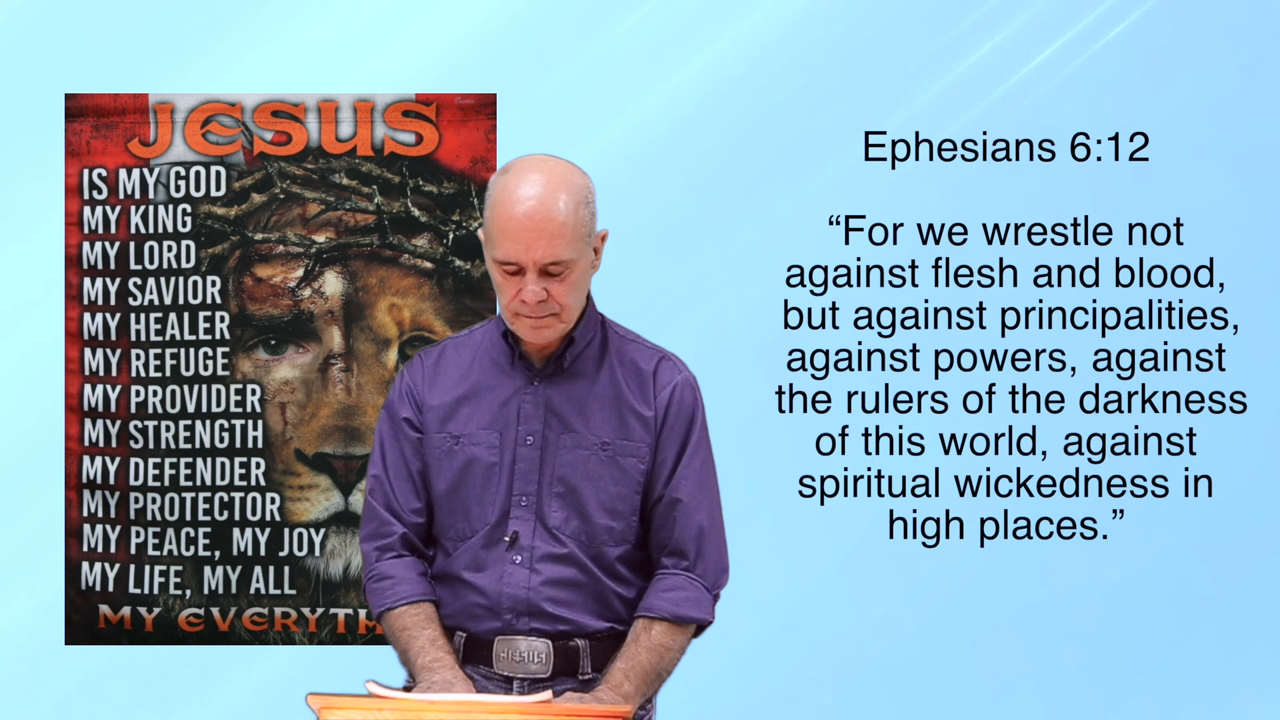 JESUS
IS MY GOD
MY KING
MY LORD
MY SAVIOR
MY HEALER
MY REFUGE
MY PROVIDER
MY STRENGTH
MY DEFENDER
MY PROTECTOR
MY PEACE, MY JOY
MY LIFE, MY ALL
MY
JESUS
Ephesians 6:12
“For we wrestle not
against flesh and blood,
but against principalities,
against powers, against
the rulers of the darkness
of this world, against
spiritual wickedness in
high places.”